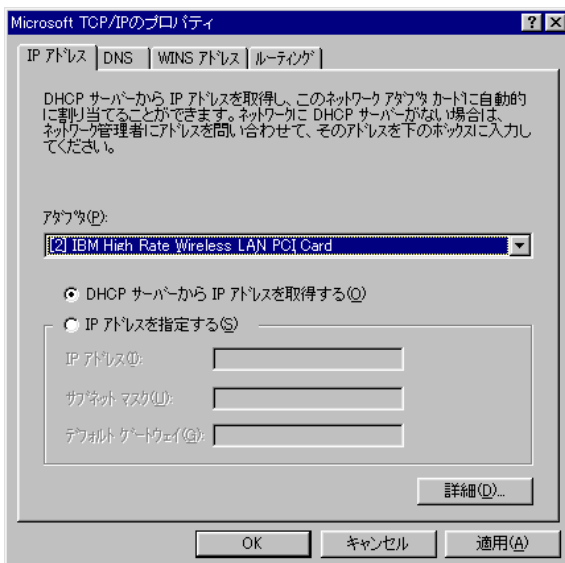 Microsoft TCP/IPのプロパティ
IP アドレス DNS WINS アドレス ルーティング
DHCP サーバーから IP アドレスを取得し、このネットワーク アダプタ カードに自動的
に割り当てることができます。ネットワークに DHCP サーバーがない場合は、
ネットワーク管理者にアドレスを問い合わせて、そのアドレスを下のボックスに入力し
てください。
アダプタ(P):
[2] IBM High Rate Wireless LAN PCI Card
DHCP サーバーから IP アドレスを取得する(O)
IP アドレスを指定する(S)
IP アドレス(I):
サブネット マスク(U):
デフォルト ゲートウェイ(G):
詳細(D)...
OK キャンセル 適用(A)